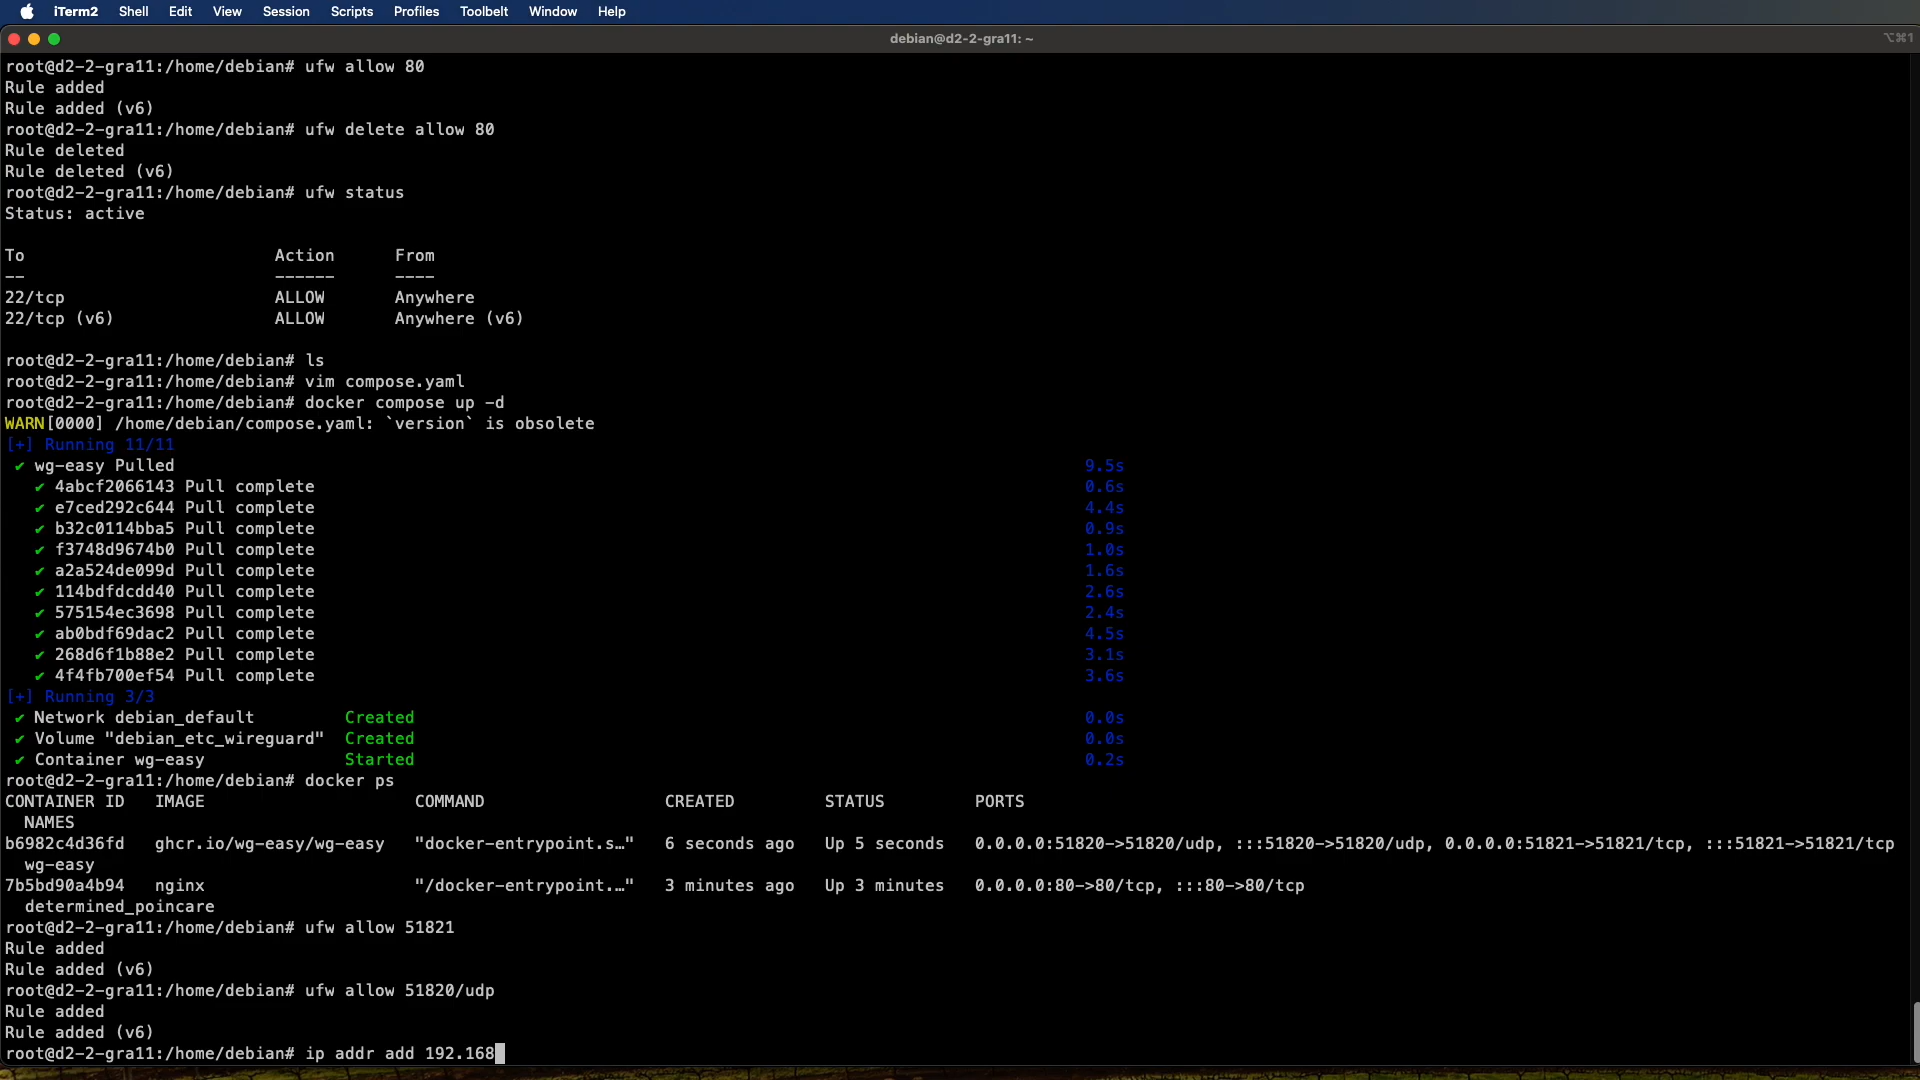 iTerm2 Shell Edit View Session Scripts Profiles Toolbelt Window Help
debian@d2-2-gra11: ~ ⌥⌘1
root@d2-2-gra11:/home/debian# ufw allow 80
Rule added
Rule added (v6)
root@d2-2-gra11:/home/debian# ufw delete allow 80
Rule deleted
Rule deleted (v6)
root@d2-2-gra11:/home/debian# ufw status
Status: active
To Action From
-- ------ ----
22/tcp ALLOW Anywhere
22/tcp (v6) ALLOW Anywhere (v6)
root@d2-2-gra11:/home/debian# ls
root@d2-2-gra11:/home/debian# vim compose.yaml
root@d2-2-gra11:/home/debian# docker compose up -d
WARN[0000] /home/debian/compose.yaml: `version` is obsolete
[+] Running 11/11
✔ wg-easy Pulled 9.5s
✔ 4abcf2066143 Pull complete 0.6s
✔ e7ced292c644 Pull complete 4.4s
✔ b32c0114bba5 Pull complete 0.9s
✔ f3748d9674b0 Pull complete 1.0s
✔ a2a524de099d Pull complete 1.6s
✔ 114bdfdcdd40 Pull complete 2.6s
✔ 575154ec3698 Pull complete 2.4s
✔ ab0bdf69dac2 Pull complete 4.5s
✔ 268d6f1b88e2 Pull complete 3.1s
✔ 4f4fb700ef54 Pull complete 3.6s
[+] Running 3/3
✔ Network debian_default Created 0.0s
✔ Volume "debian_etc_wireguard" Created 0.0s
✔ Container wg-easy Started 0.2s
root@d2-2-gra11:/home/debian# docker ps
CONTAINER ID IMAGE COMMAND CREATED STATUS PORTS
NAMES
b6982c4d36fd ghcr.io/wg-easy/wg-easy "docker-entrypoint.s…" 6 seconds ago Up 5 seconds 0.0.0.0:51820->51820/udp, :::51820->51820/udp, 0.0.0.0:51821->51821/tcp, :::51821->51821/tcp
wg-easy
7b5bd90a4b94 nginx "/docker-entrypoint.…" 3 minutes ago Up 3 minutes 0.0.0.0:80->80/tcp, :::80->80/tcp
determined_poincare
root@d2-2-gra11:/home/debian# ufw allow 51821
Rule added
Rule added (v6)
root@d2-2-gra11:/home/debian# ufw allow 51820/udp
Rule added
Rule added (v6)
root@d2-2-gra11:/home/debian# ip addr add 192.168